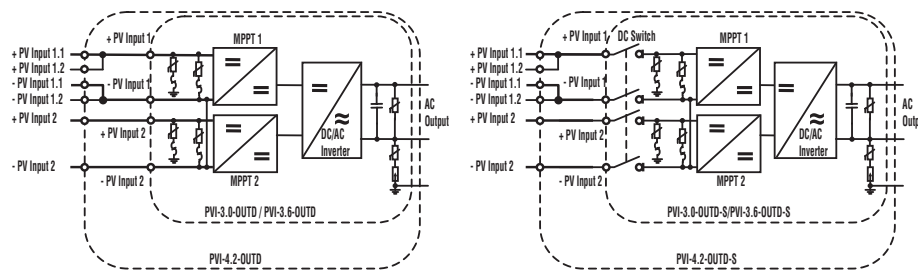 + PV Input 1
MPPT 1
+ PV Input 1.1
+ PV Input 1.2
- PV Input 1.1
- PV Input 1
- PV Input 1.2
+ PV Input 2
+ PV Input 2
DC/AC
Inverter
AC
Output
- PV Input 2
MPPT 2
- PV Input 2
PVI-3.0-OUTD / PVI-3.6-OUTD
PVI-4.2-OUTD
+ PV Input 1
DC Switch
MPPT 1
+ PV Input 1.1
+ PV Input 1.2
- PV Input 1.1
- PV Input 1
- PV Input 1.2
+ PV Input 2
+ PV Input 2
DC/AC
Inverter
AC
Outp
- PV Input 2
MPPT 2
- PV Input 2
PVI-3.0-OUTD-S/PVI-3.6-OUTD-S
PVI-4.2-OUTD-S